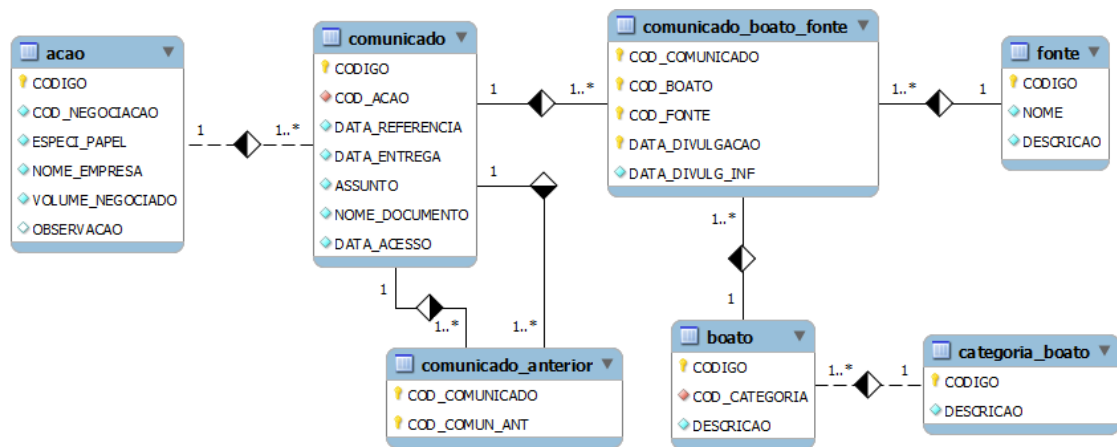 acao
CODIGO
COD_NEGOCIACAO
ESPECI_PAPEL
NOME_EMPRESA
VOLUME_NEGOCIADO
OBSERVACAO
1
1..*
comunicado
CODIGO
COD_ACAO
DATA_REFERENCIA
DATA_ENTREGA
ASSUNTO
NOME_DOCUMENTO
DATA_ACESSO
1
1..*
1
1..*
1
1..*
comunicado_boato_fonte
COD_COMUNICADO
COD_BOATO
COD_FONTE
DATA_DIVULGACAO
DATA_DIVULG_INF
1..*
1
fonte
CODIGO
NOME
DESCRICAO
1..*
1
comunicado_anterior
COD_COMUNICADO
COD_COMUN_ANT
boato
CODIGO
COD_CATEGORIA
DESCRICAO
1..*
1
categoria_boato
CODIGO
DESCRICAO